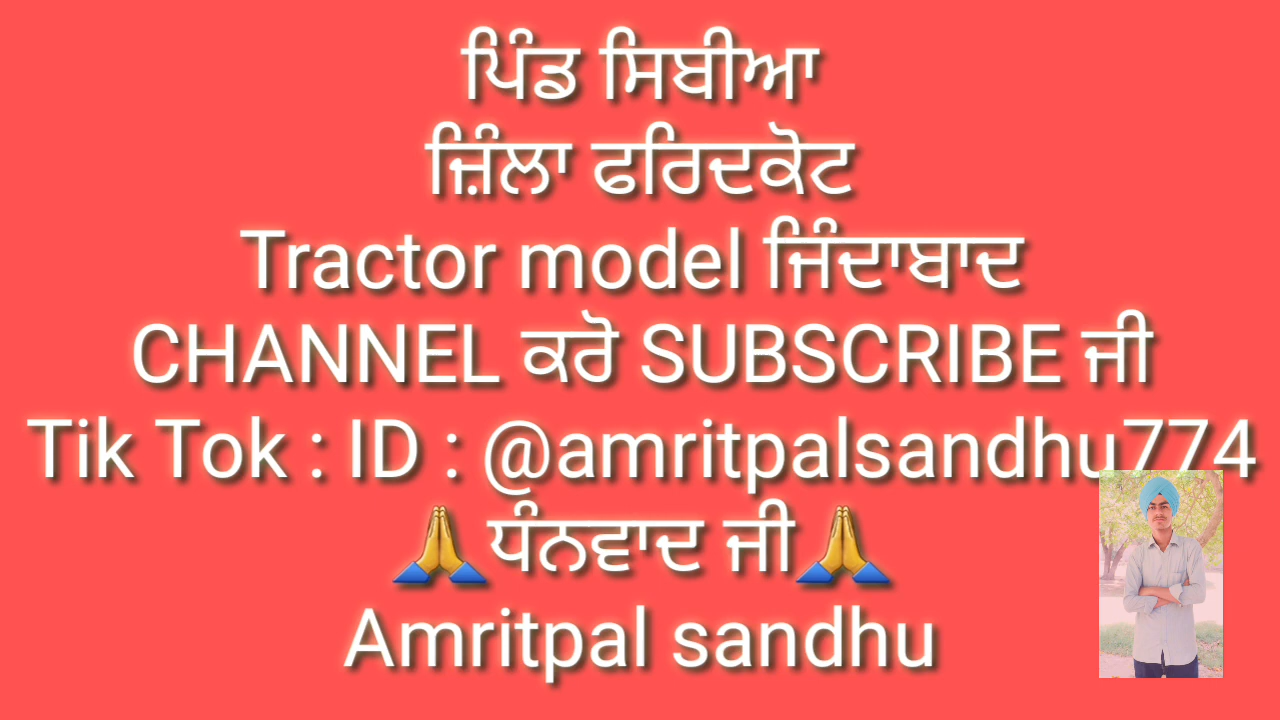 ਪਿੰਡ ਸਿਬੀਆ
ਜ਼ਿੰਲਾ ਫਰਿਦਕੋਟ
Tractor model ਜਿੰਦਾਬਾਦ
CHANNEL ਕਰੋ SUBSCRIBE ਜੀ
Tik Tok : ID : @amritpalsandhu774
🙏ਧੰਨਵਾਦ ਜੀ🙏
Amritpal sandhu